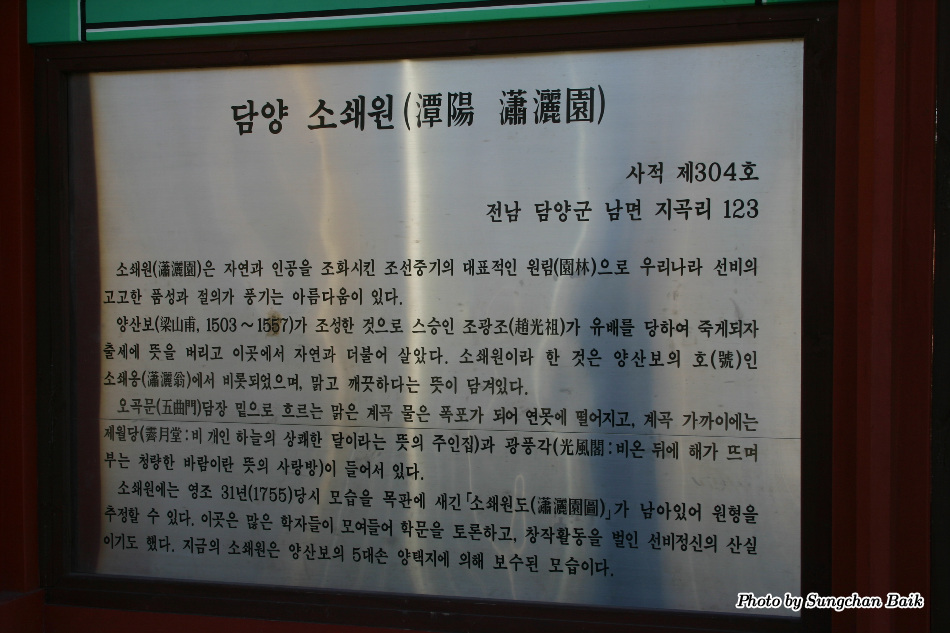 담양 소쇄원(潭陽 瀟灑園)
사적 제304호
전남 담양군 남면 지곡리 123
소쇄원(瀟灑園)은 자연과 인공을 조화시킨 조선중기의 대표적인 원림(園林)으로 우리나라 선비의
고고한 품성과 절의가 풍기는 아름다움이 있다.
양산보(梁山甫, 1503~1557)가 조성한 것으로 스승인 조광조(趙光祖)가 유배를 당하여 죽게되자
출세에 뜻을 버리고 이곳에서 자연과 더불어 살았다. 소쇄원이라 한 것은 양산보의 호(號)인
소쇄옹(瀟灑翁)에서 비롯되었으며, 맑고 깨끗하다는 뜻이 담겨있다.
오곡문(五曲門)담장 밑으로 흐르는 맑은 계곡 물은 폭포가 되어 연못에 떨어지고, 계곡 가까이에는
제월당(霽月堂:비 개인 하늘의 상쾌한 달이라는 뜻의 주인집)과 광풍각(光風閣:비온 뒤에 해가 뜨며
부는 청량한 바람이란 뜻의 사랑방)이 들어서 있다.
소쇄원에는 영조 31년(1755)당시 모습을 목판에 새긴「소쇄원도(瀟灑園圖)」가 남아있어 원형을
추정할 수 있다. 이곳은 많은 학자들이 모여들어 학문을 토론하고, 창작활동을 벌인 선비정신의 산실
이기도 했다. 지금의 소쇄원은 양산보의 5대손 양택지에 의해 보수된 모습이다.
Photo by Sungchan Baik